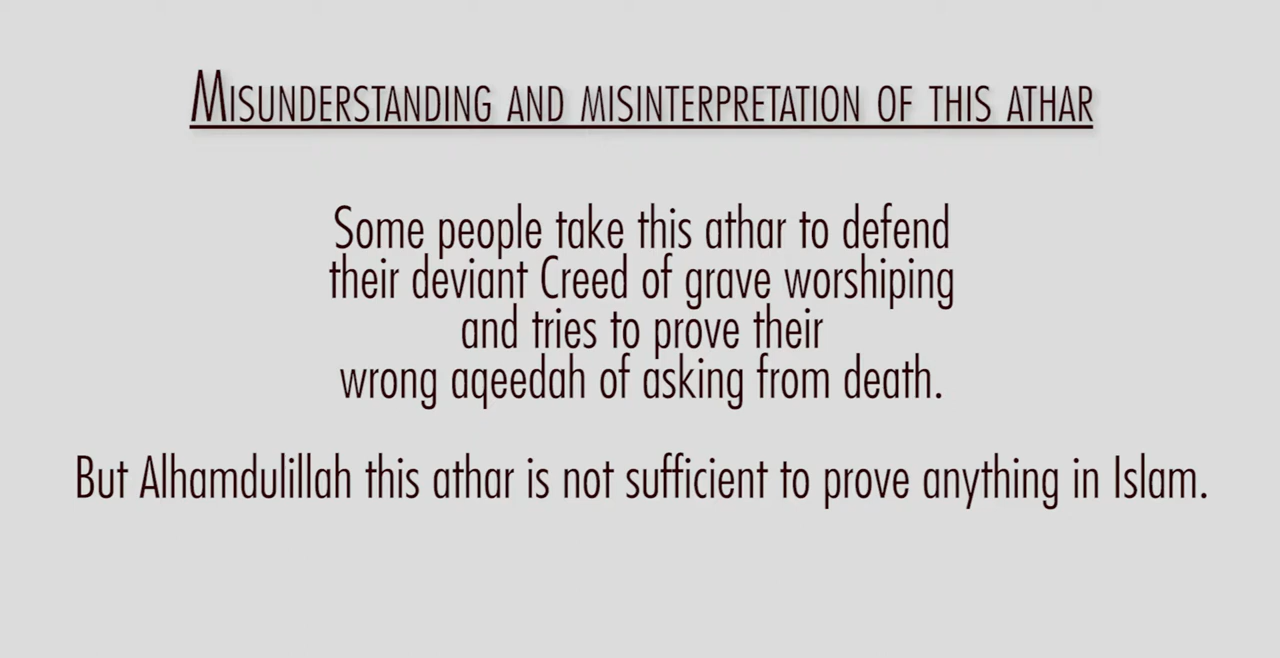 Misunderstanding and misinterpretation of this athar
Some people take this athar to defend
their deviant Creed of grave worshiping
and tries to prove their
wrong aqeedah of asking from death.
But Alhamdulillah this athar is not sufficient to prove anything in Islam.